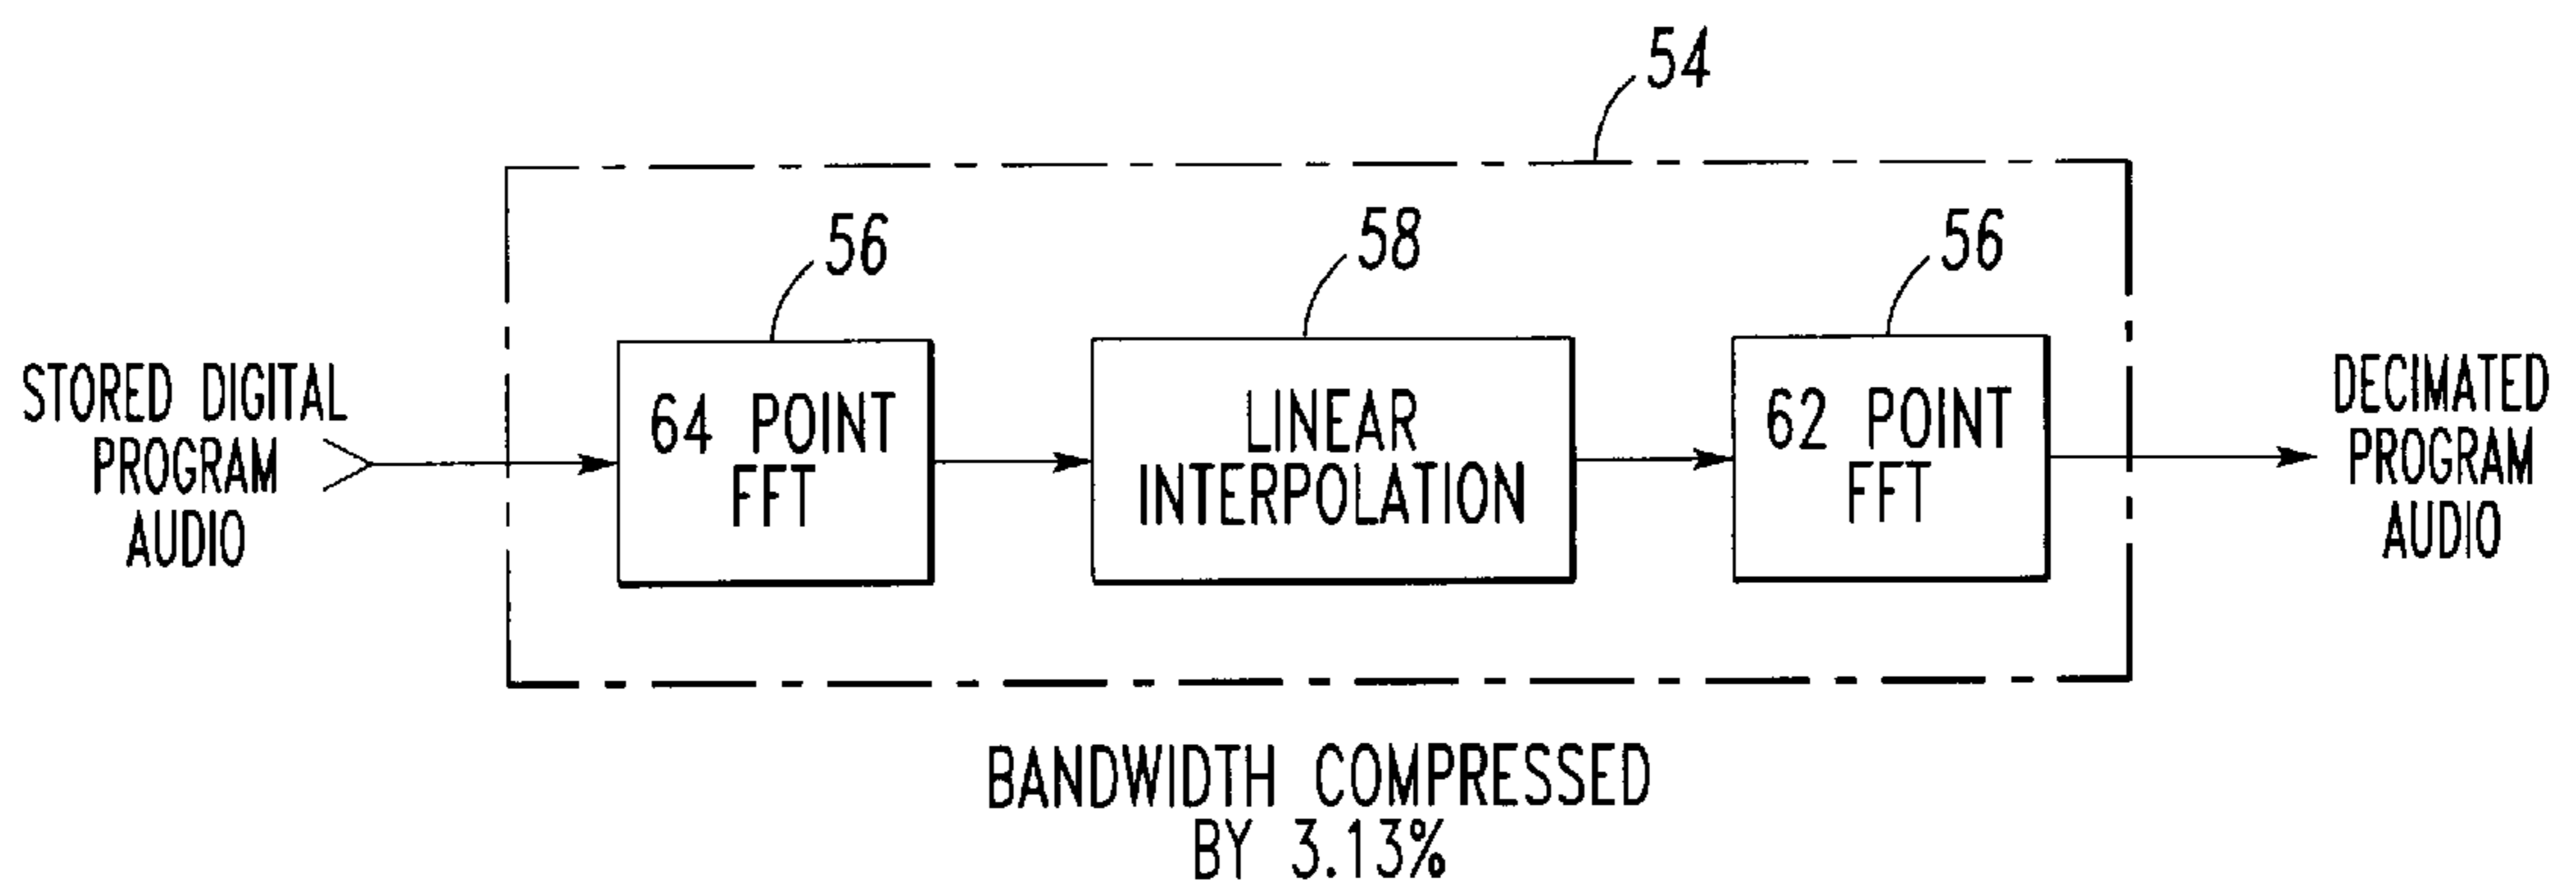 54
56
58
56
STORED DIGITAL
PROGRAM
AUDIO
64 POINT
FFT
LINEAR
INTERPOLATION
62 POINT
FFT
DECIMATED
PROGRAM
AUDIO
BANDWIDTH COMPRESSED
BY 3.13%